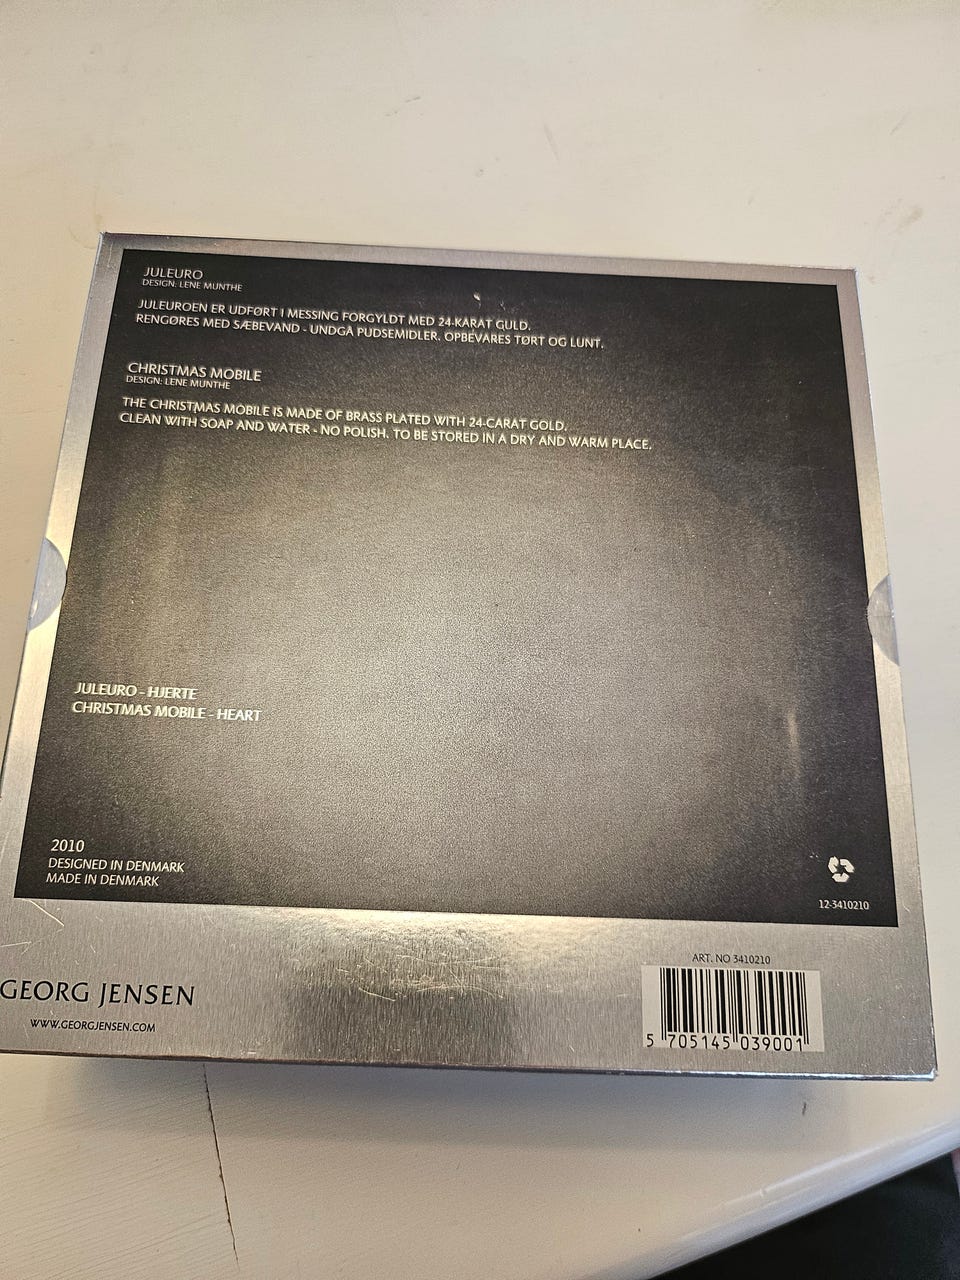 JULEURO
DESIGN: LENE MUNTHE
JULEUROEN ER UDFØRT I MESSING FORGYLDT MED 24-KARAT GULD.
RENGØRES MED SÆBEVAND - UNDGÅ PUDSEMIDLER. OPBEVARES TØRT OG LUNT.
CHRISTMAS MOBILE
DESIGN: LENE MUNTHE
THE CHRISTMAS MOBILE IS MADE OF BRASS PLATED WITH 24-CARAT GOLD.
CLEAN WITH SOAP AND WATER - NO POLISH. TO BE STORED IN A DRY AND WARM PLACE.
JULEURO - HJERTE
CHRISTMAS MOBILE - HEART
2010
DESIGNED IN DENMARK
MADE IN DENMARK
12-3410210
GEORG JENSEN
WWW.GEORGJENSEN.COM
ART. NO 3410210
5 705145 039001